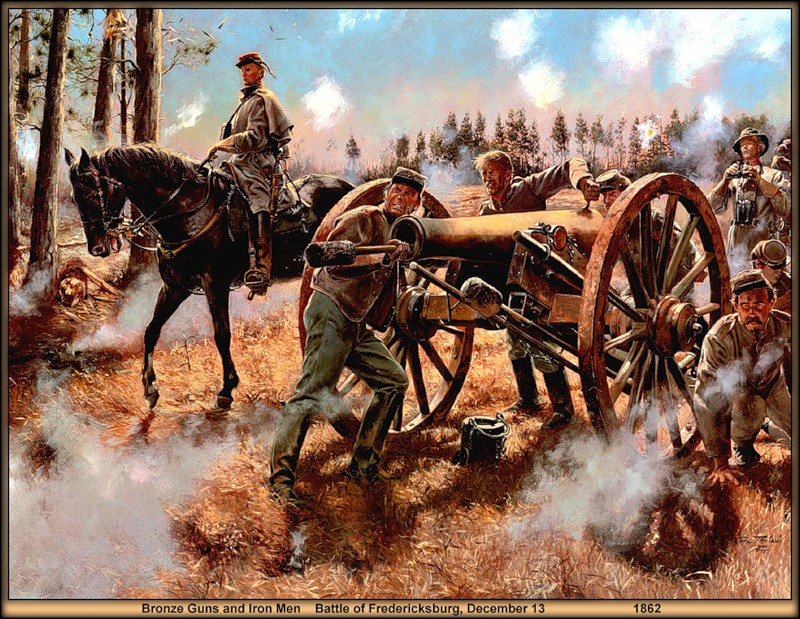 Bronze Guns and Iron Men Battle of Fredericksburg, December 13 1862